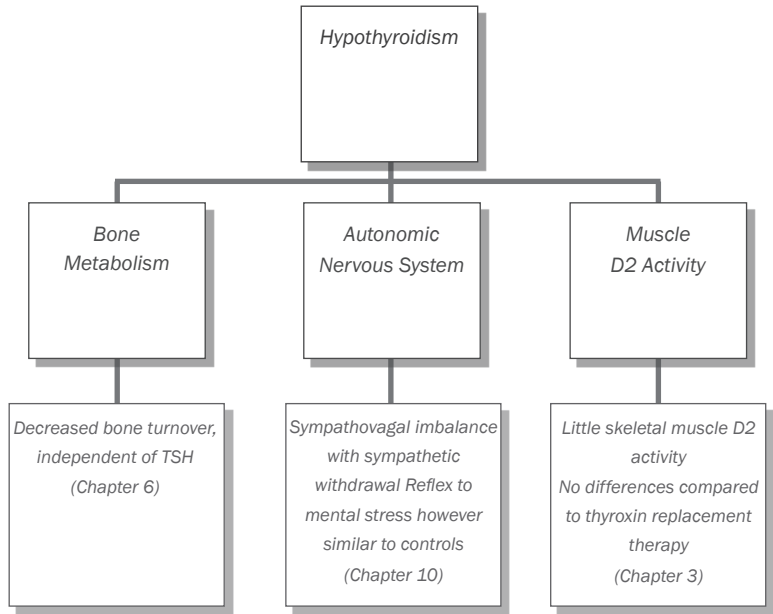 Hypothyroidism
Bone
Metabolism
Autonomic
Nervous System
Muscle
D2 Activity
Decreased bone turnover,
independent of TSH
(Chapter 6)
Sympathovagal imbalance
with sympathetic
withdrawal Reflex to
mental stress however
similar to controls
(Chapter 10)
Little skeletal muscle D2
activity
No differences compared
to thyroxin replacement
therapy
(Chapter 3)